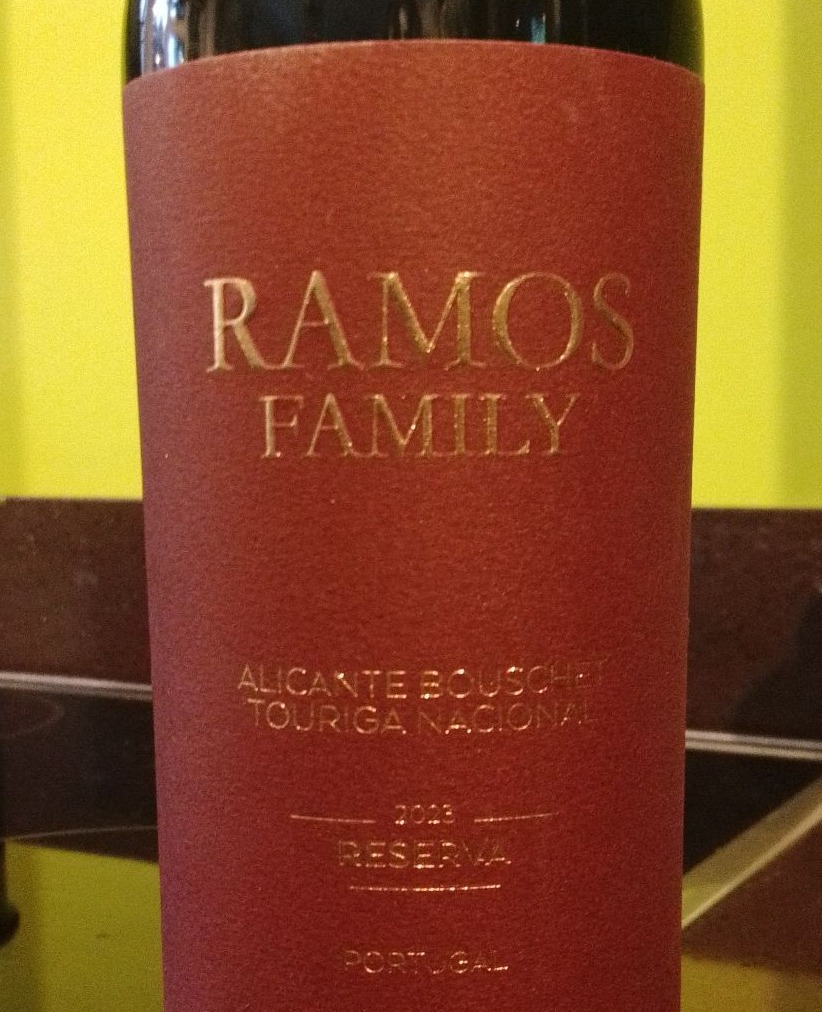 RAMOS
FAMILY
ALICANTE BOUSCHET
TOURIGA NACIONAL
2023
RESERVA
PORTUGAL